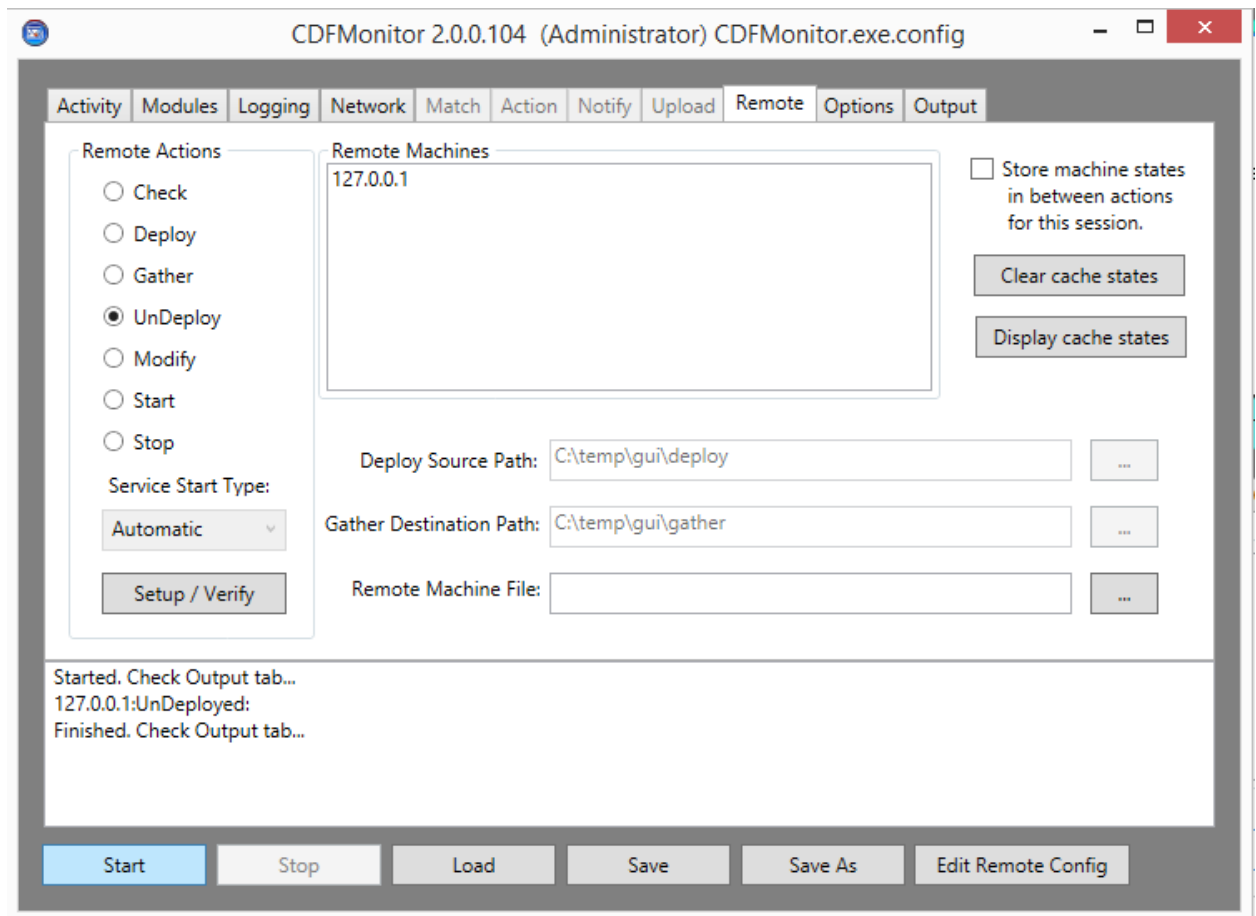 CDFMonitor 2.0.0.104 (Administrator) CDFMonitor.exe.config
Activity Modules Logging Network Match Action Notify Upload Remote Options Output
Remote Actions
Check
Deploy
Gather
UnDeploy
Modify
Start
Stop
Service Start Type:
Automatic
Setup / Verify
Remote Machines
127.0.0.1
Store machine states
in between actions
for this session.
Clear cache states
Display cache states
Deploy Source Path: C:\temp\gui\deploy ...
Gather Destination Path: C:\temp\gui\gather ...
Remote Machine File: ...
Started. Check Output tab...
127.0.0.1:UnDeployed:
Finished. Check Output tab...
Start Stop Load Save Save As Edit Remote Config